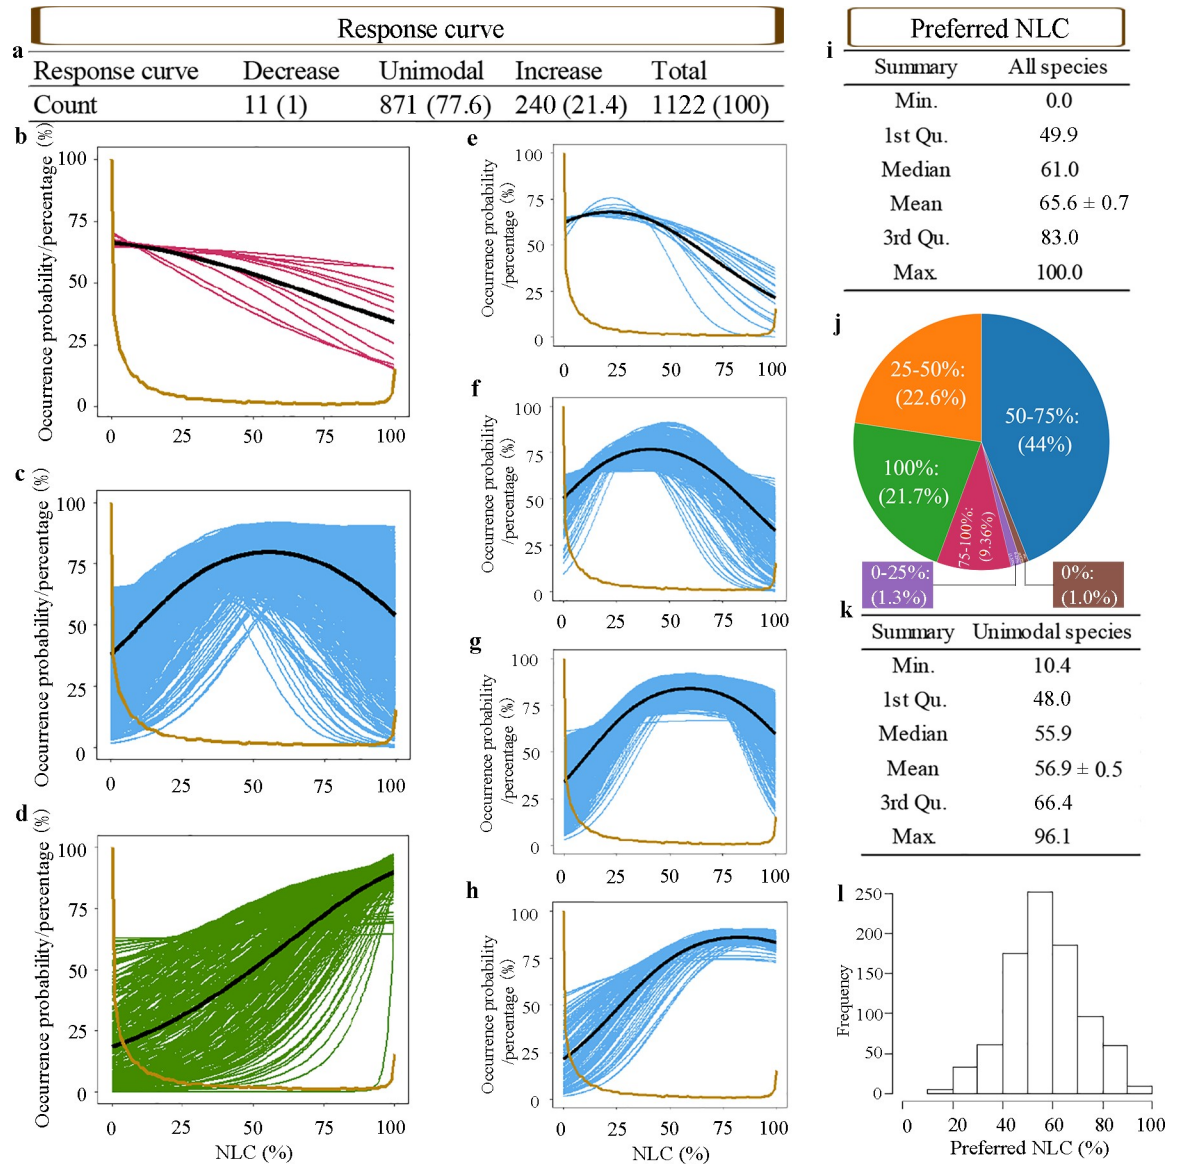 Response curve
a
Response curve Decrease Unimodal Increase Total
Count 11 (1) 871 (77.6) 240 (21.4) 1122 (100)
b
Occurrence probability/percentage (%)
100
75
50
25
0
0 25 50 75 100
c
Occurrence probability/percentage (%)
100
75
50
25
0
0 25 50 75 100
d
Occurrence probability/percentage (%)
100
75
50
25
0
0 25 50 75 100
NLC (%)
e
Occurrence probability
/percentage (%)
100
75
50
25
0
0 25 50 75 100
f
Occurrence probability
/percentage (%)
100
75
50
25
0
0 25 50 75 100
g
Occurrence probability
/percentage (%)
100
75
50
25
0
0 25 50 75 100
h
Occurrence probability
/percentage (%)
100
75
50
25
0
0 25 50 75 100
NLC (%)
Preferred NLC
i
Summary All species
Min. 0.0
1st Qu. 49.9
Median 61.0
Mean 65.6 ± 0.7
3rd Qu. 83.0
Max. 100.0
j
25-50%:
(22.6%)
50-75%:
(44%)
100%:
(21.7%)
75-100%:
(9.36%)
0-25%:
(1.3%)
0%:
(1.0%)
k
Summary Unimodal species
Min. 10.4
1st Qu. 48.0
Median 55.9
Mean 56.9 ± 0.5
3rd Qu. 66.4
Max. 96.1
l
Frequency
250
200
150
100
50
0
0 20 40 60 80 100
Preferred NLC (%)